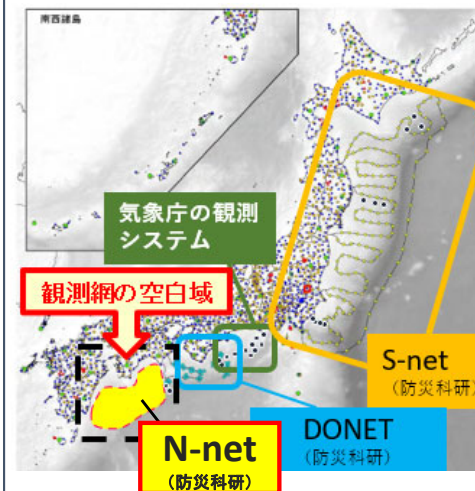 南西諸島
気象庁の観測
システム
観測網の空白域
S-net
(防災科研)
DONET
(防災科研)
N-net
(防災科研)